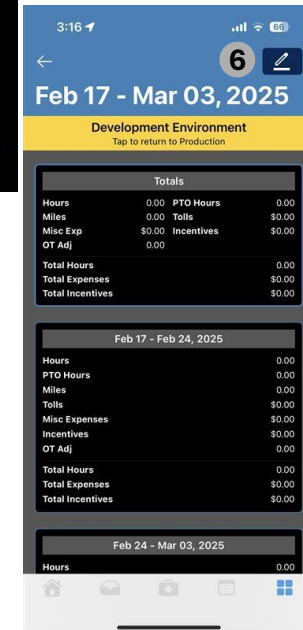 3:16 66
6
Feb 17 - Mar 03, 2025
Development Environment
Tap to return to Production
Totals
Hours 0.00 PTO Hours 0.00
Miles 0.00 Tolls $0.00
Misc Exp $0.00 Incentives $0.00
OT Adj 0.00
Total Hours 0.00
Total Expenses $0.00
Total Incentives $0.00
Feb 17 - Feb 24, 2025
Hours 0.00
PTO Hours 0.00
Miles 0.00
Tolls $0.00
Misc Expenses $0.00
Incentives $0.00
OT Adj 0.00
Total Hours 0.00
Total Expenses $0.00
Total Incentives $0.00
Feb 24 - Mar 03, 2025
Hours 0.00